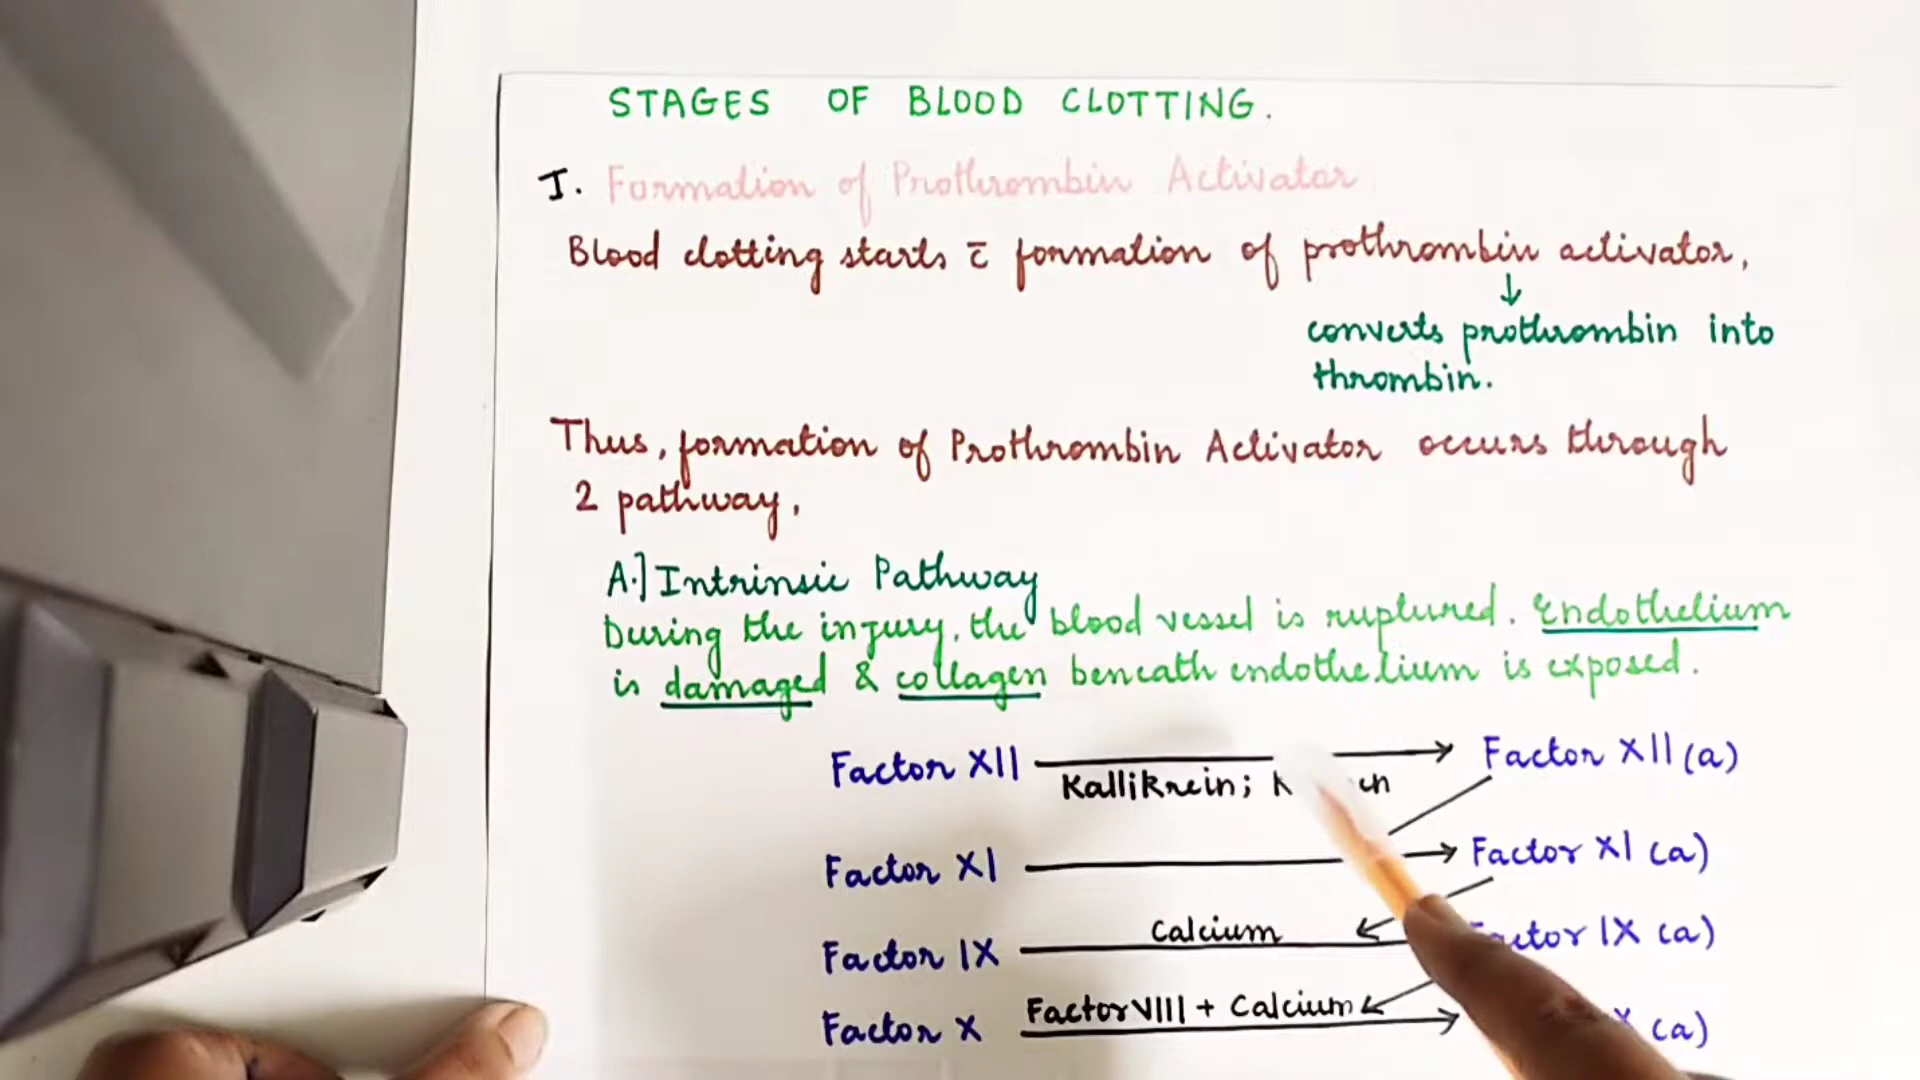 STAGES OF BLOOD CLOTTING.
I. Formation of Prothrombin Activator
Blood clotting starts c̄ formation of prothrombin activator,
↓
converts prothrombin into
thrombin.
Thus, formation of Prothrombin Activator occurs through
2 pathway,
A.] Intrinsic Pathway
During the injury, the blood vessel is ruptured. Endothelium
is damaged & collagen beneath endothelium is exposed.
Factor XII → Factor XII (a)
Kallikrein;
Factor XI → Factor XI (a)
Calcium
Factor IX IX (a)
Factor VIII + Calcium
Factor X → (a)